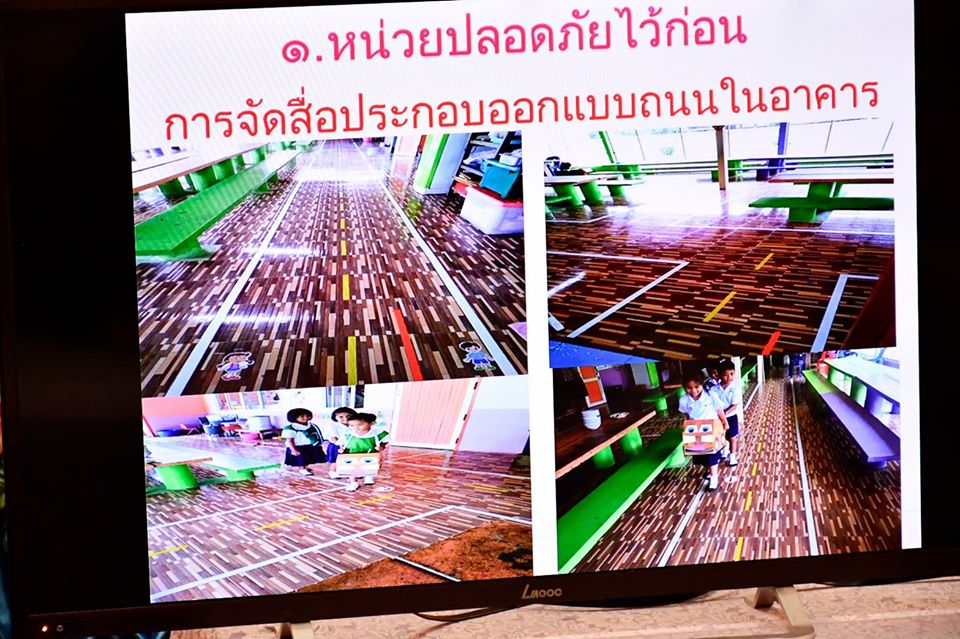 ๑.หน่วยปลอดภัยไว้ก่อน
การจัดสื่อประกอบออกแบบถนนในอาคาร